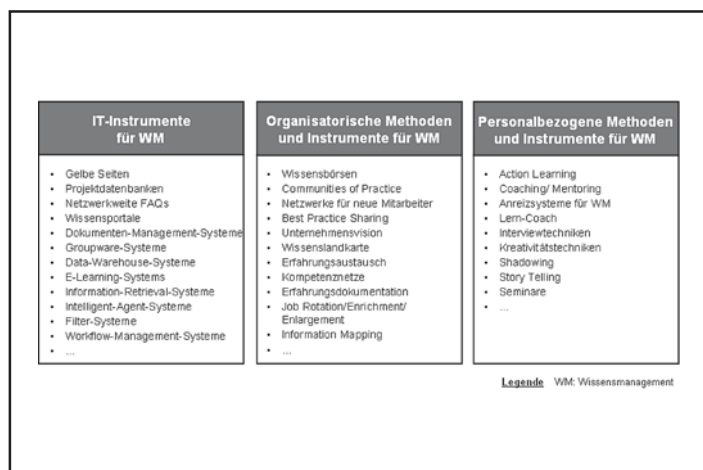 IT-Instrumente
für WM
• Gelbe Seiten
• Projektdatenbanken
• Netzwerkweite FAQs
• Wissensportale
• Dokumenten-Management-Systeme
• Groupware-Systeme
• Data-Warehouse-Systeme
• E-Learning-Systems
• Information-Retrieval-Systeme
• Intelligent-Agent-Systeme
• Filter-Systeme
• Workflow-Management-Systeme
• ...
Organisatorische Methoden
und Instrumente für WM
• Wissensbörsen
• Communities of Practice
• Netzwerke für neue Mitarbeiter
• Best Practice Sharing
• Unternehmensvision
• Wissenslandkarte
• Erfahrungsaustausch
• Kompetenznetze
• Erfahrungsdokumentation
• Job Rotation/Enrichment/
Enlargement
• Information Mapping
• ...
Personalbezogene Methoden
und Instrumente für WM
• Action Learning
• Coaching/ Mentoring
• Anreizsysteme für WM
• Lern-Coach
• Interviewtechniken
• Kreativitätstechniken
• Shadowing
• Story Telling
• Seminare
• ...
Legende WM: Wissensmanagement